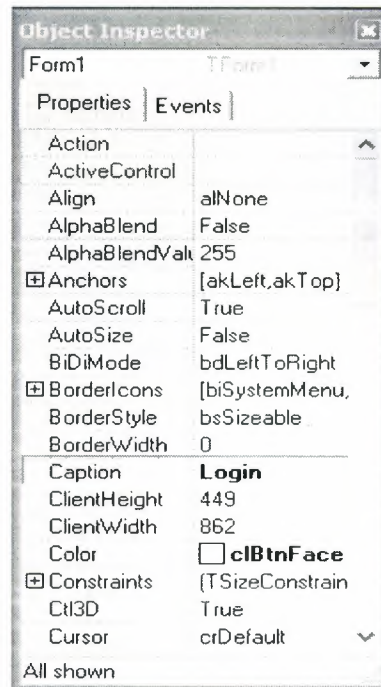 Object Inspector
Form1 TForm1
Properties Events
Action
ActiveControl
Align alNone
AlphaBlend False
AlphaBlendValu 255
Anchors [akLeft,akTop]
AutoScroll True
AutoSize False
BiDiMode bdLeftToRight
BorderIcons [biSystemMenu,
BorderStyle bsSizeable
BorderWidth 0
Caption Login
ClientHeight 449
ClientWidth 862
Color clBtnFace
Constraints (TSizeConstrain
Ctl3D True
Cursor crDefault
All shown